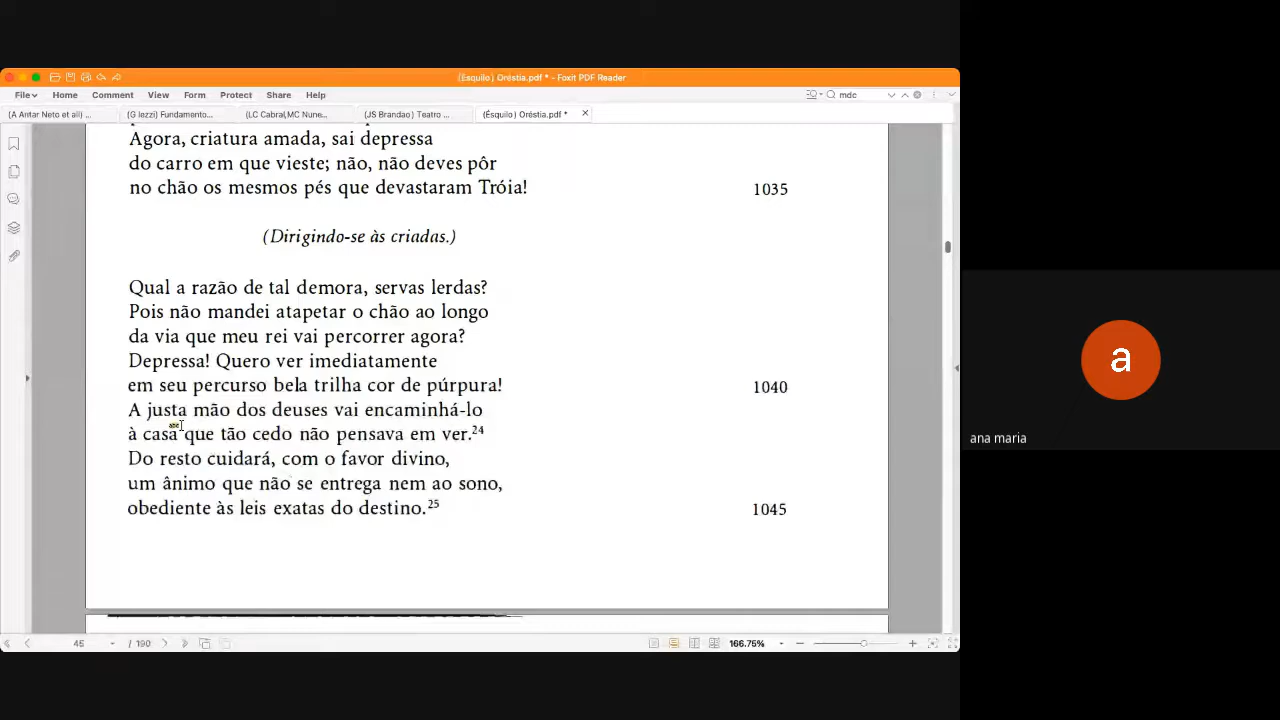 (Ésquilo) Oréstia.pdf * - Foxit PDF Reader
File Home Comment View Form Protect Share Help
mdc
(A Antar Neto et all) ...
(G Iezzi) Fundamento...
(LC Cabral,MC Nune...
(JS Brandao) Teatro ...
(Ésquilo) Oréstia.pdf *
Agora, criatura amada, sai depressa
do carro em que vieste; não, não deves pôr
no chão os mesmos pés que devastaram Tróia! 1035
(Dirigindo-se às criadas.)
Qual a razão de tal demora, servas lerdas?
Pois não mandei atapetar o chão ao longo
da via que meu rei vai percorrer agora?
Depressa! Quero ver imediatamente
em seu percurso bela trilha cor de púrpura! 1040
A justa mão dos deuses vai encaminhá-lo
à casa que tão cedo não pensava em ver.24
Do resto cuidará, com o favor divino,
um ânimo que não se entrega nem ao sono,
obediente às leis exatas do destino.25 1045
45 / 190
166.75%
a
ana maria